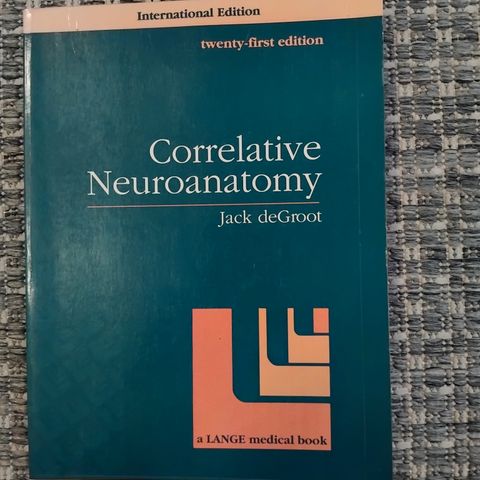 International Edition
twenty-first edition
Correlative
Neuroanatomy
Jack deGroot
a LANGE medical book